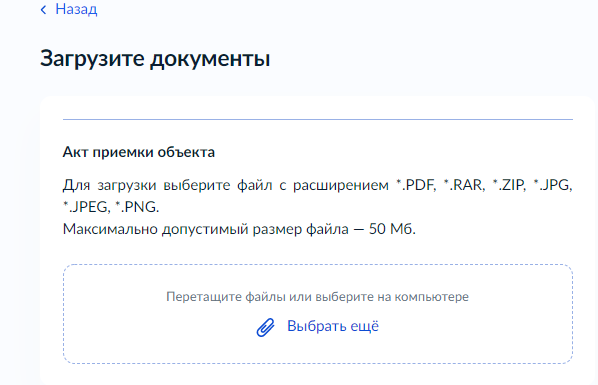 Назад
Загрузите документы
Акт приемки объекта
Для загрузки выберите файл с расширением *.PDF, *.RAR, *.ZIP, *.JPG,
*.JPEG, *.PNG.
Максимально допустимый размер файла — 50 Мб.
Перетащите файлы или выберите на компьютере
Выбрать ещё